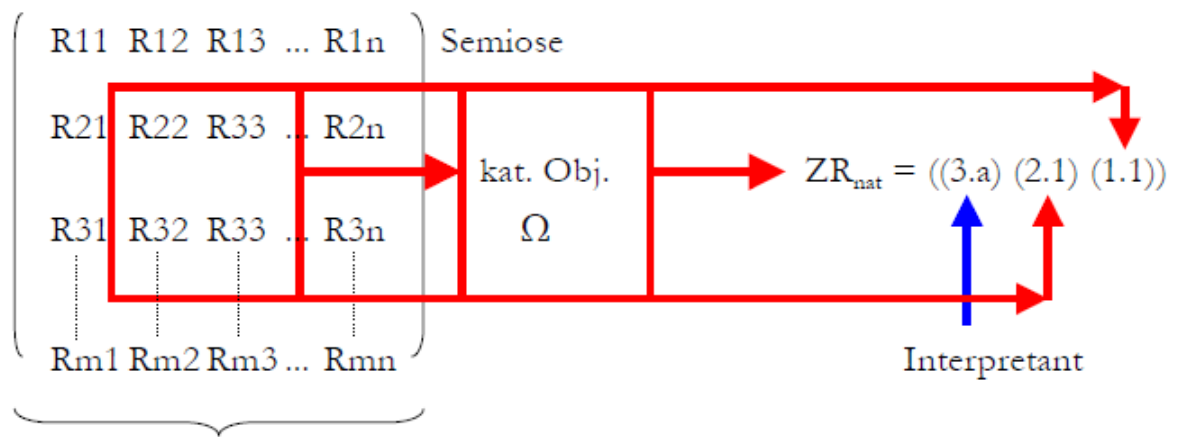 R11 R12 R13 ... R1n Semiose
R21 R22 R33 ... R2n
kat. Obj. ZRnat = ((3.a) (2.1) (1.1))
R31 R32 R33 ... R3n Ω
Rm1 Rm2 Rm3 ... Rmn Interpretant